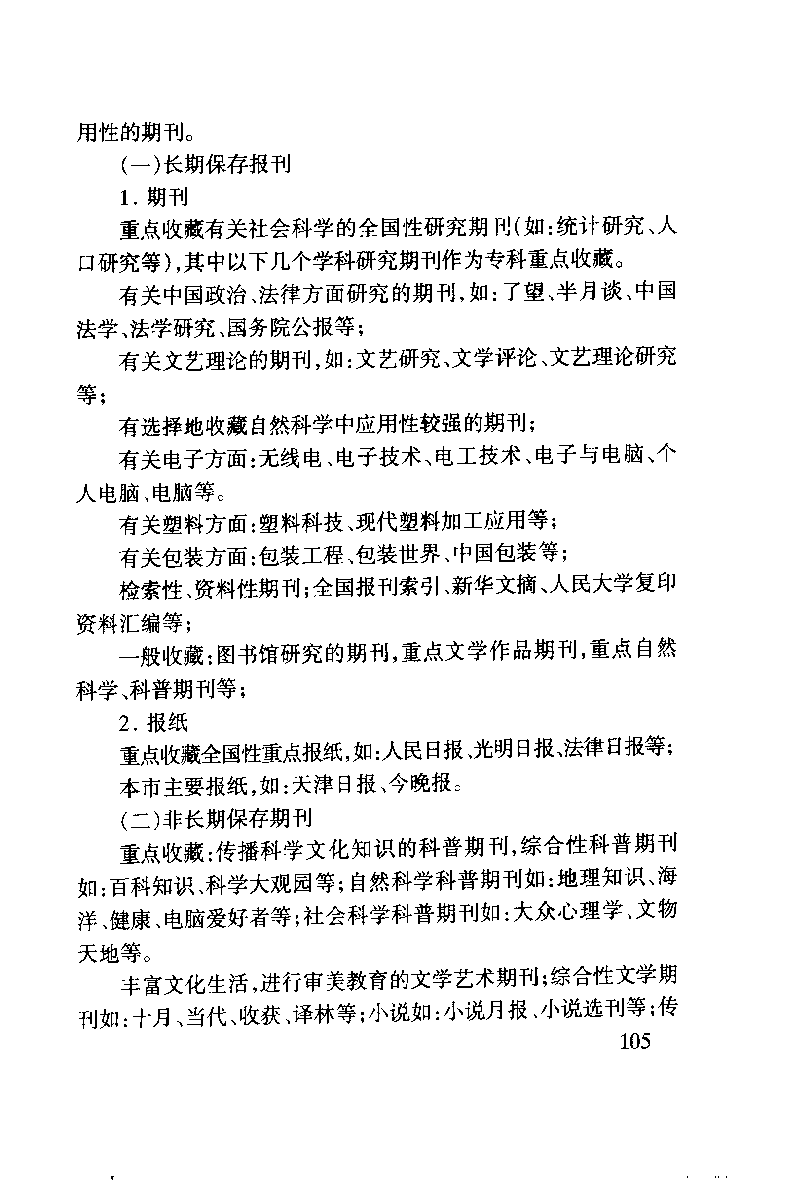 用性的期刊。
(一)长期保存报刊
1. 期刊
重点收藏有关社会科学的全国性研究期刊(如:统计研究、人
口研究等),其中以下几个学科研究期刊作为专科重点收藏。
有关中国政治、法律方面研究的期刊,如:了望、半月谈、中国
法学、法学研究、国务院公报等;
有关文艺理论的期刊,如:文艺研究、文学评论、文艺理论研究
等;
有选择地收藏自然科学中应用性较强的期刊;
有关电子方面:无线电、电子技术、电工技术、电子与电脑、个
人电脑、电脑等。
有关塑料方面:塑料科技、现代塑料加工应用等;
有关包装方面:包装工程、包装世界、中国包装等;
检索性、资料性期刊;全国报刊索引、新华文摘、人民大学复印
资料汇编等;
一般收藏:图书馆研究的期刊,重点文学作品期刊,重点自然
科学、科普期刊等;
2. 报纸
重点收藏全国性重点报纸,如:人民日报、光明日报、法律日报等;
本市主要报纸,如:天津日报、今晚报。
(二)非长期保存期刊
重点收藏:传播科学文化知识的科普期刊,综合性科普期刊
如:百科知识、科学大观园等;自然科学科普期刊如:地理知识、海
洋、健康、电脑爱好者等;社会科学科普期刊如:大众心理学、文物
天地等。
丰富文化生活,进行审美教育的文学艺术期刊;综合性文学期
刊如:十月、当代、收获、译林等;小说如:小说月报、小说选刊等;传
105